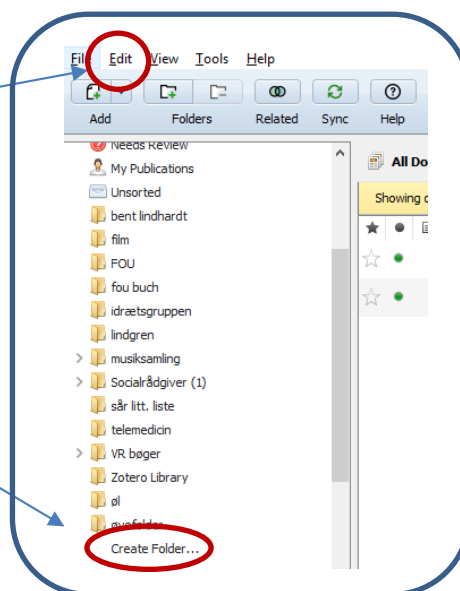 File Edit View Tools Help
Add Folders Related Sync Help
Needs Review
My Publications
All Do
Unsorted
Showing
bent lindhardt
film
FOU
fou buch
idrætsgruppen
lindgren
musiksamling
Socialrådgiver (1)
sår litt. liste
telemedicin
VR bøger
Zotero Library
øl
øvefolder
Create Folder...